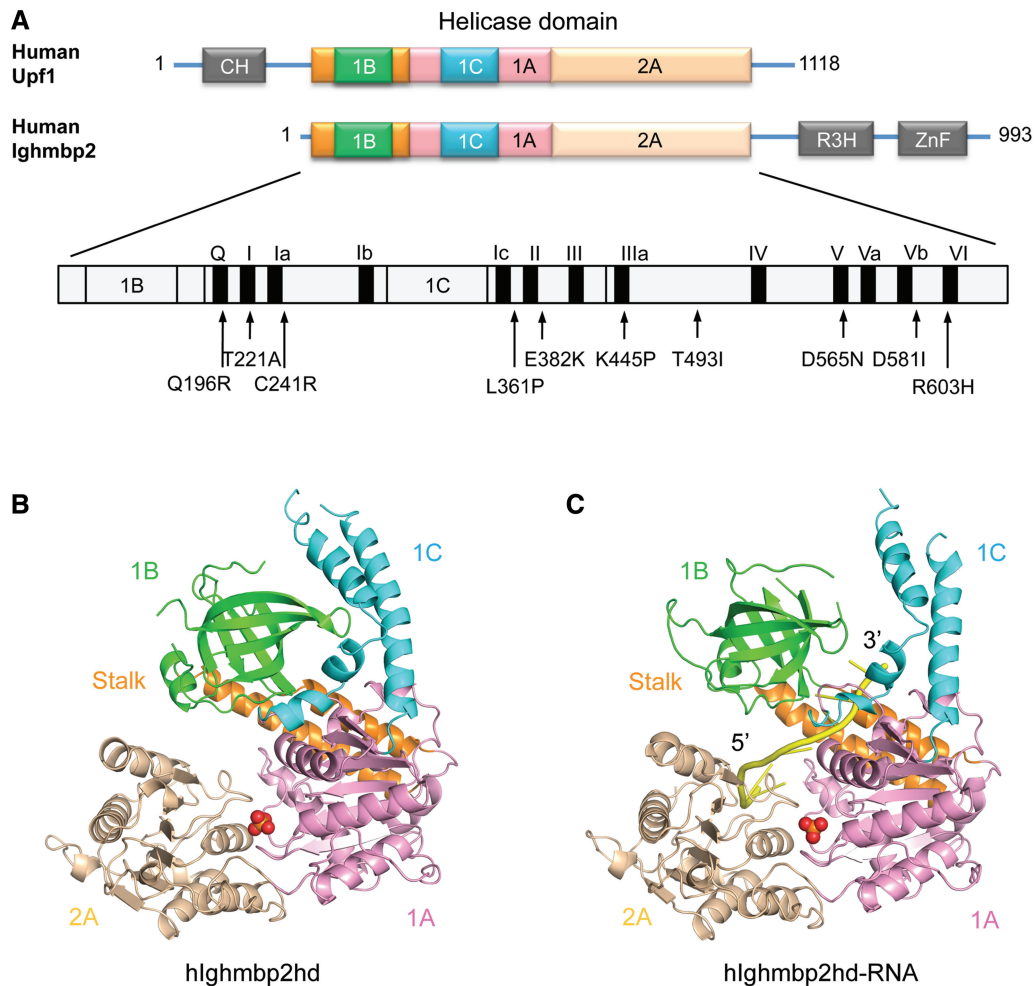 A
Helicase domain
Human
Upf1
1
CH
1B
1C
1A
2A
1118
Human
Ighmbp2
1
1B
1C
1A
2A
R3H
ZnF
993
Q I Ia Ib Ic II III IIIa IV V Va Vb VI
1B
1C
T221A
E382K
K445P
T493I
D565N
D581I
Q196R
C241R
L361P
R603H
B
1B
1C
Stalk
2A
1A
hIghmbp2hd
C
1B
1C
3’
Stalk
5’
2A
1A
hIghmbp2hd-RNA